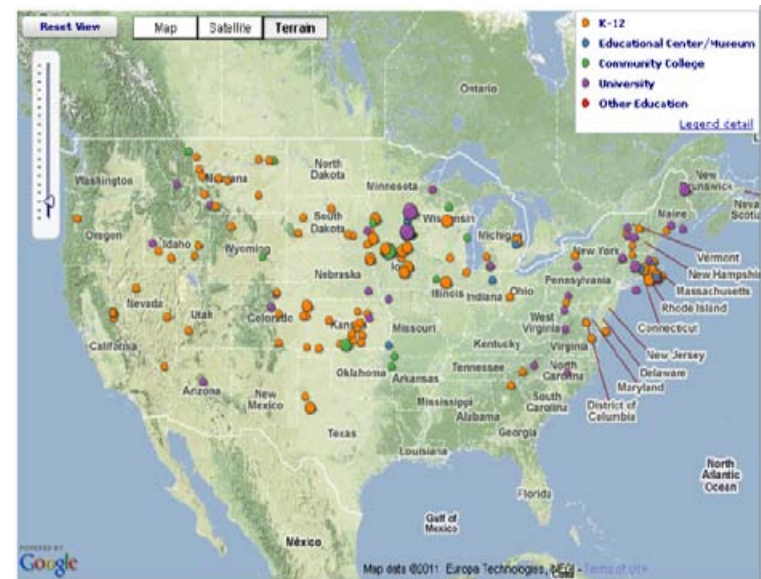 Reset View
Map
Satellite
Terrain
K-12
Educational Center/Museum
Community College
University
Other Education
Legend detail
Ontario
Washington
Montana
North
Dakota
Minnesota
New
Brunswick
Maine
Nova
Scotia
Oregon
Idaho
Wyoming
South
Dakota
Wisconsin
Michigan
New York
Vermont
New Hampshire
Massachusetts
Rhode Island
Connecticut
Nebraska
Iowa
Illinois
Indiana
Ohio
Pennsylvania
Nevada
Utah
Colorado
Kansas
Missouri
West
Virginia
Virginia
Kentucky
New Jersey
Delaware
Maryland
District of
Columbia
California
Arizona
New
Mexico
Oklahoma
Arkansas
Tennessee
North
Carolina
South
Carolina
Mississippi
Alabama
Georgia
Texas
Louisiana
Florida
North
Atlantic
Ocean
Gulf of
Mexico
México
POWERED BY
Google
Map data ©2011 Europa Technologies, INEGI - Terms of Use
Cuba